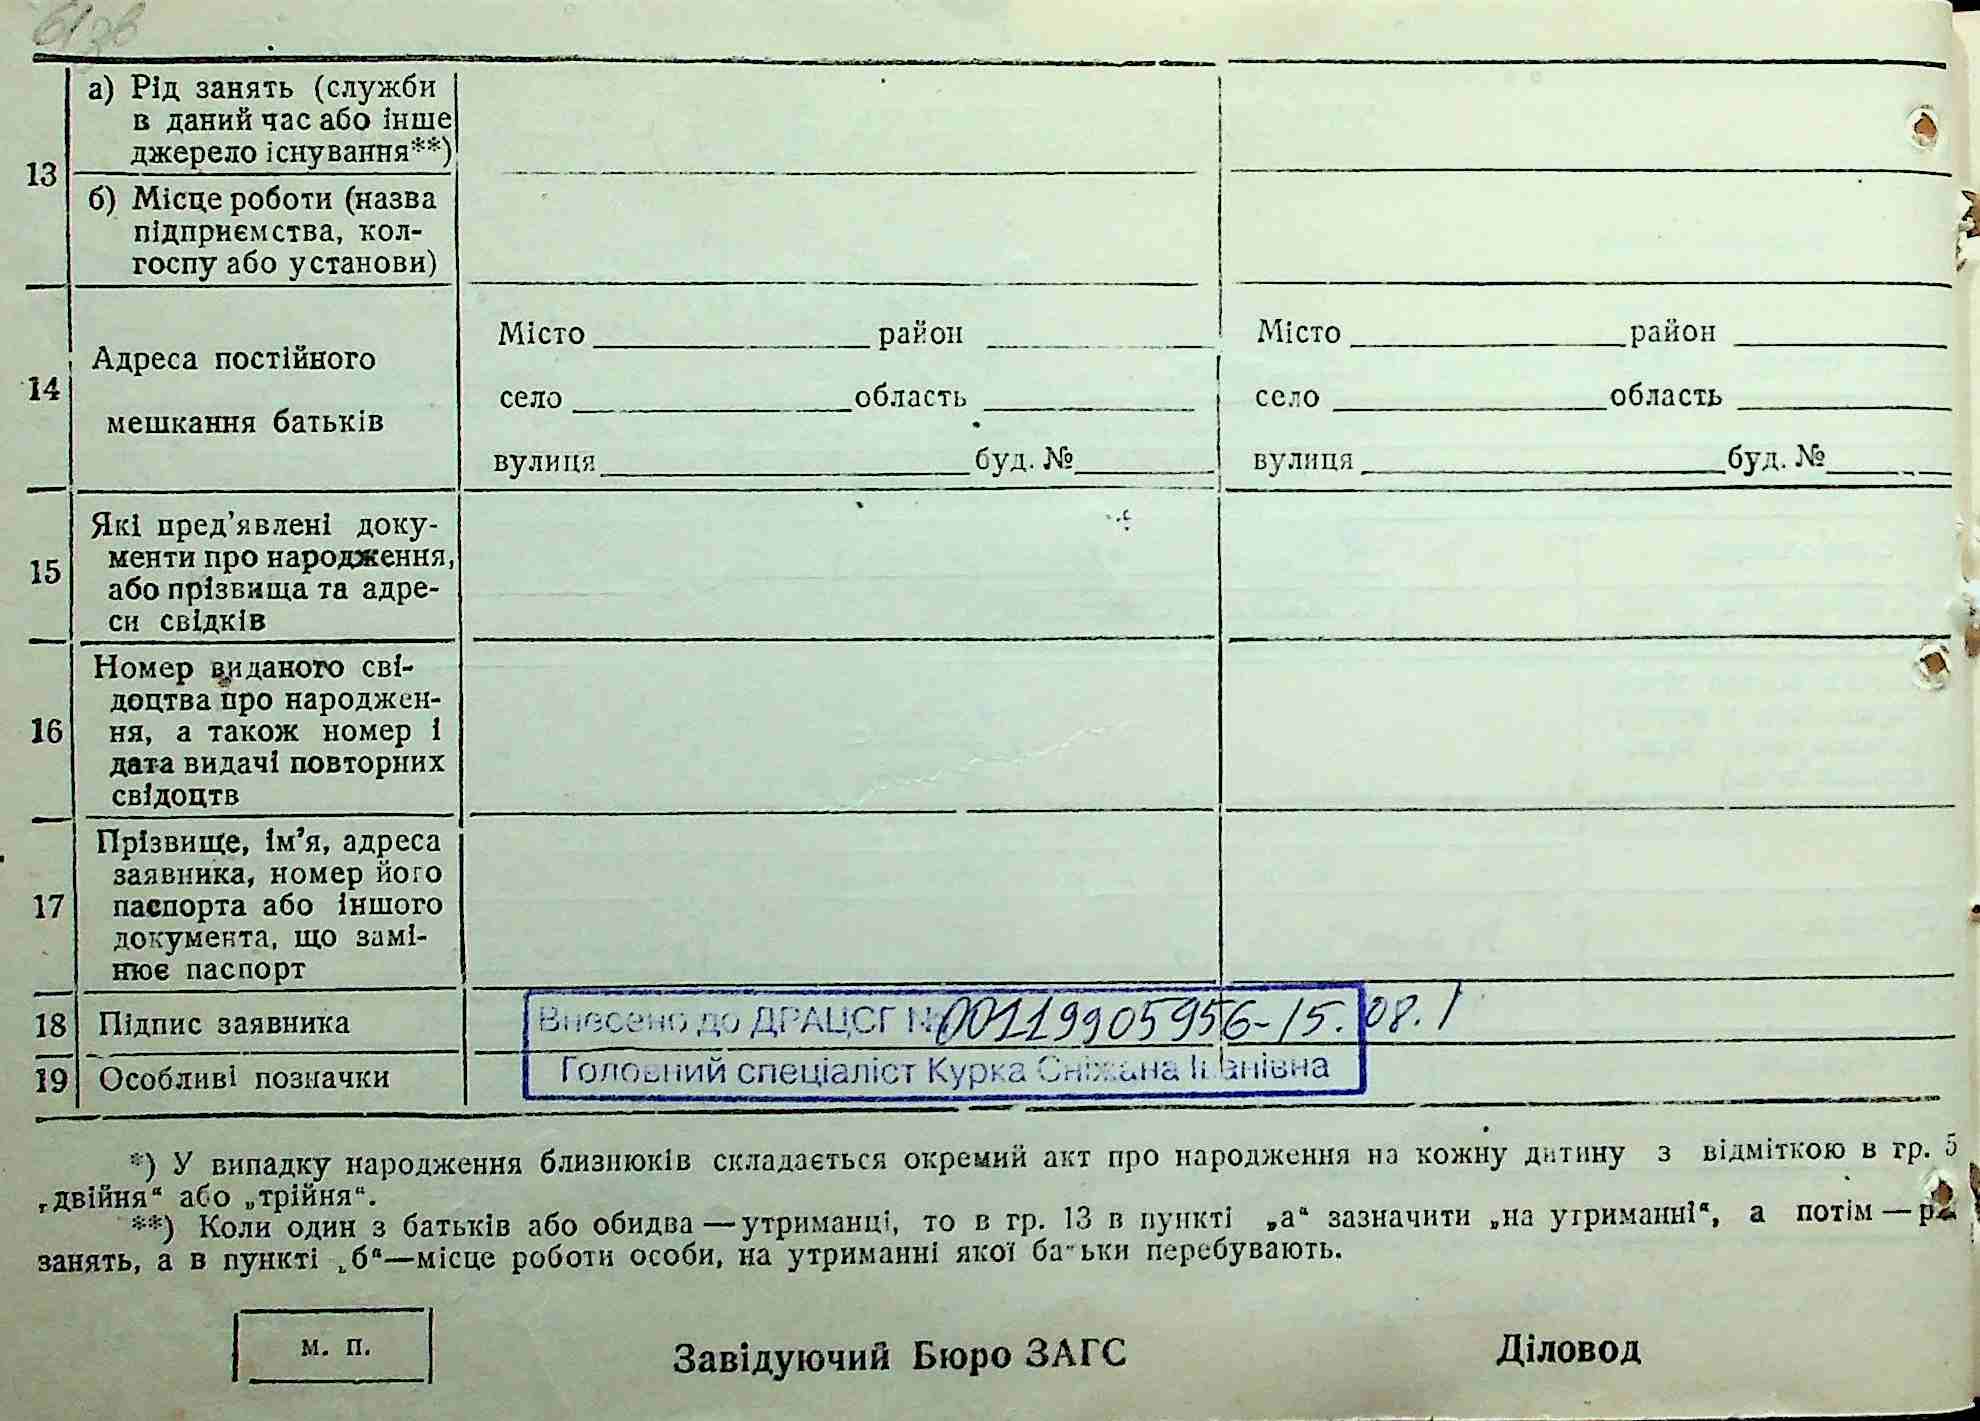 а) Рід занять (служби
в даний час або інше
джерело існування**)
13
б) Місце роботи (назва
підприємства, кол-
госпу або установи)
Місто район Місто район
Адреса постійного
14
село область село область
мешкання батьків
вулиця буд. № вулиця буд. №
Які пред’явлені доку-
менти про народження,
15
або прізвища та адре-
си свідків
Номер виданого сві-
доцтва про народжен-
16 ня, а також номер і
дата видачі повторних
свідоцтв
Прізвище, ім’я, адреса
заявника, номер його
17 паспорта або іншого
документа, що замі-
нює паспорт
18 Підпис заявника Внесено до ДРАЦСГ № 00119905956-15.08.1
19 Особливі позначки Головний спеціаліст Курка Сніжана Іванівна
*) У випадку народження близнюків складається окремий акт про народження на кожну дитину з відміткою в гр. 5
„двійня“ або „трійня“.
**) Коли один з батьків або обидва — утриманці, то в гр. 13 в пункті „а“ зазначити „на утриманні“, а потім —
занять, а в пункті „б“—місце роботи особи, на утриманні якої батьки перебувають.
м. п.
Завідуючий Бюро ЗАГС Діловод